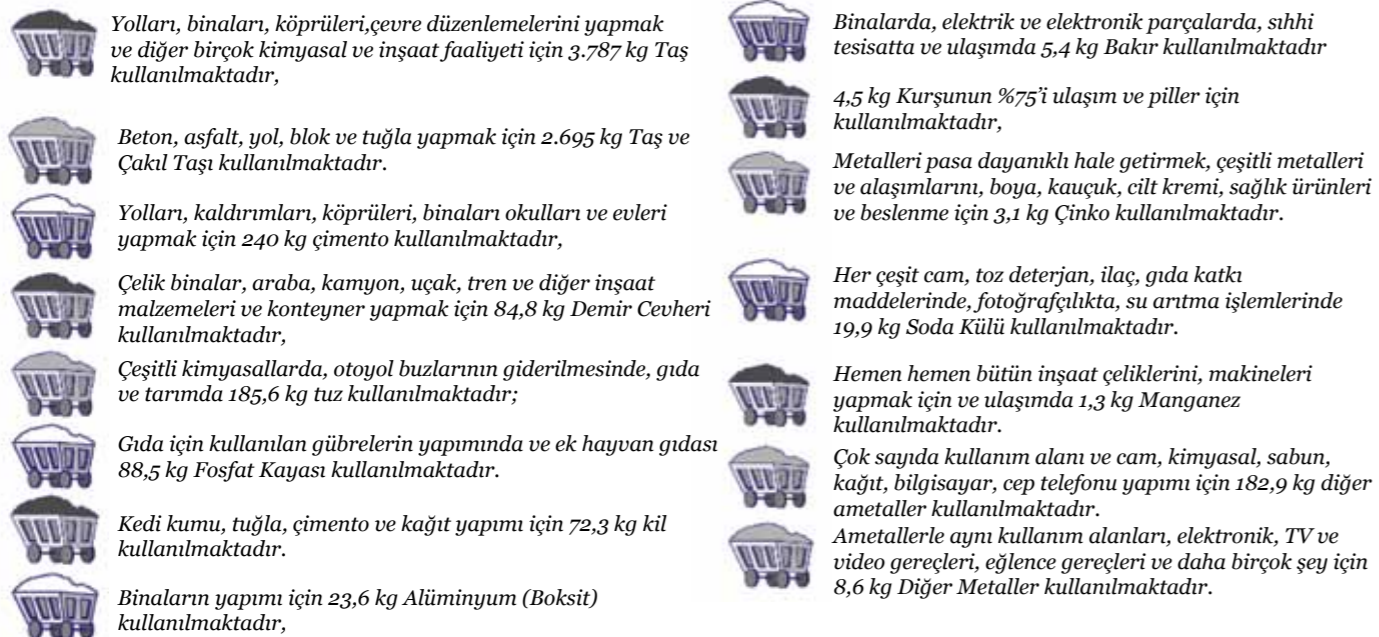 Yolları, binaları, köprüleri,çevre düzenlemelerini yapmak
ve diğer birçok kimyasal ve inşaat faaliyeti için 3.787 kg Taş
kullanılmaktadır,
Beton, asfalt, yol, blok ve tuğla yapmak için 2.695 kg Taş ve
Çakıl Taşı kullanılmaktadır.
Yolları, kaldırımları, köprüleri, binaları okulları ve evleri
yapmak için 240 kg çimento kullanılmaktadır,
Çelik binalar, araba, kamyon, uçak, tren ve diğer inşaat
malzemeleri ve konteyner yapmak için 84,8 kg Demir Cevheri
kullanılmaktadır,
Çeşitli kimyasallarda, otoyol buzlarının giderilmesinde, gıda
ve tarımda 185,6 kg tuz kullanılmaktadır;
Gıda için kullanılan gübrelerin yapımında ve ek hayvan gıdası
88,5 kg Fosfat Kayası kullanılmaktadır.
Kedi kumu, tuğla, çimento ve kağıt yapımı için 72,3 kg kil
kullanılmaktadır.
Binaların yapımı için 23,6 kg Alüminyum (Boksit)
kullanılmaktadır,
Binalarda, elektrik ve elektronik parçalarda, sıhhi
tesisatta ve ulaşımda 5,4 kg Bakır kullanılmaktadır
4,5 kg Kurşunun %75'i ulaşım ve piller için
kullanılmaktadır,
Metalleri pasa dayanıklı hale getirmek, çeşitli metalleri
ve alaşımlarını, boya, kauçuk, cilt kremi, sağlık ürünleri
ve beslenme için 3,1 kg Çinko kullanılmaktadır.
Her çeşit cam, toz deterjan, ilaç, gıda katkı
maddelerinde, fotoğrafçılıkta, su arıtma işlemlerinde
19,9 kg Soda Külü kullanılmaktadır.
Hemen hemen bütün inşaat çeliklerini, makineleri
yapmak için ve ulaşımda 1,3 kg Manganez
kullanılmaktadır.
Çok sayıda kullanım alanı ve cam, kimyasal, sabun,
kağıt, bilgisayar, cep telefonu yapımı için 182,9 kg diğer
ametaller kullanılmaktadır.
Ametallerle aynı kullanım alanları, elektronik, TV ve
video gereçleri, eğlence gereçleri ve daha birçok şey için
8,6 kg Diğer Metaller kullanılmaktadır.